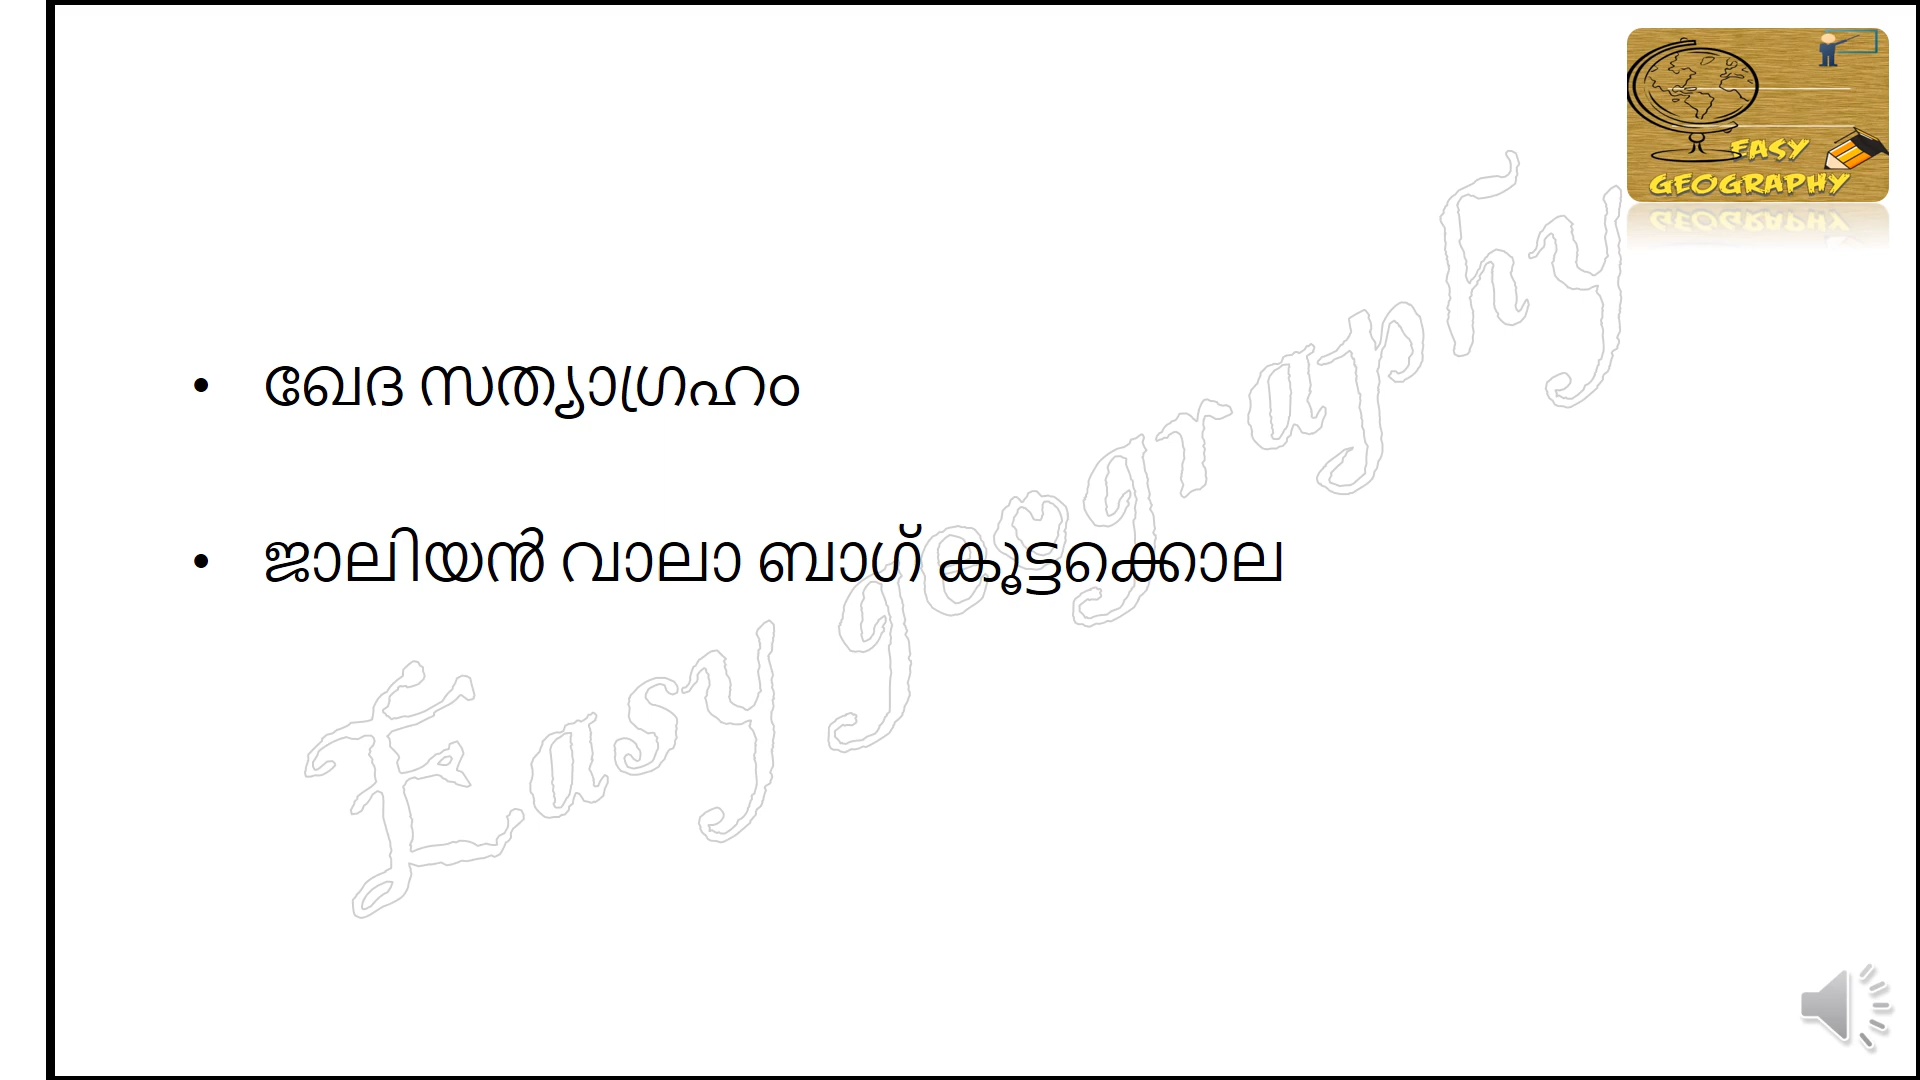 EASY
GEOGRAPHY
• ഖേദ സത്യാഗ്രഹം
• ജാലിയൻ വാലാ ബാഗ് കൂട്ടക്കൊല
Easy geography